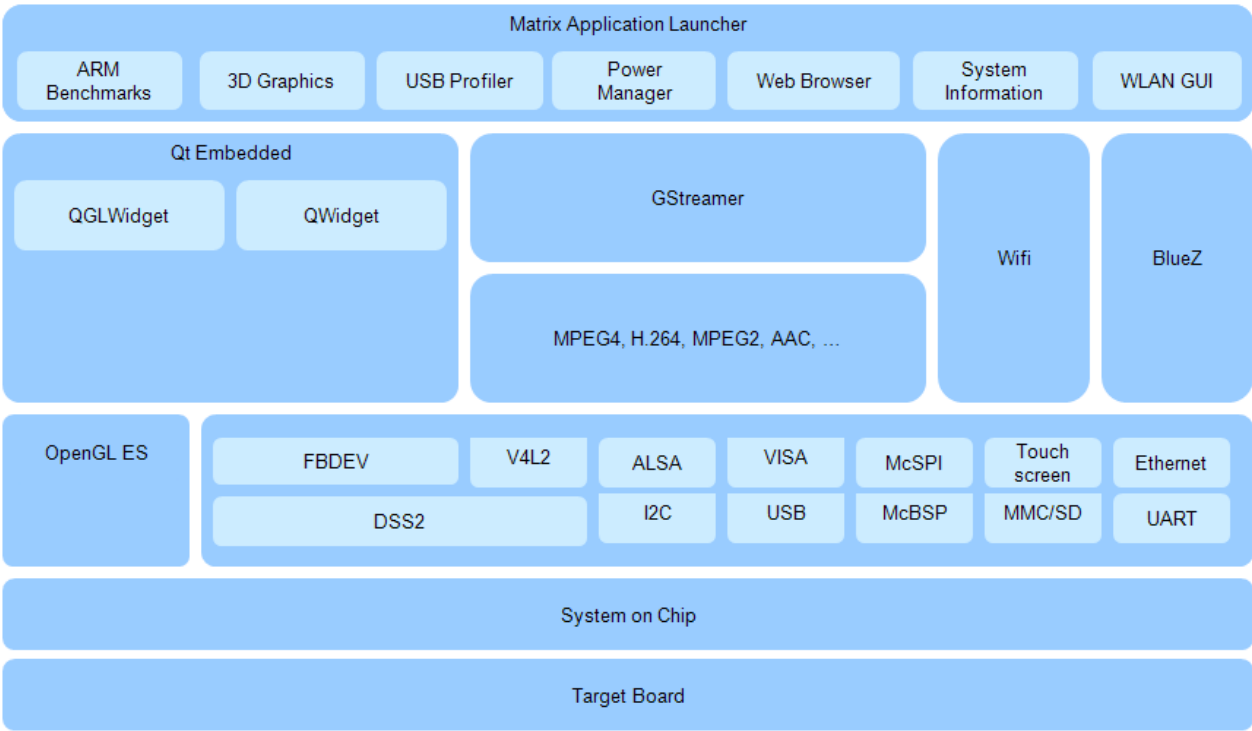 Matrix Application Launcher
ARM
Benchmarks
3D Graphics
USB Profiler
Power
Manager
Web Browser
System
Information
WLAN GUI
Qt Embedded
QGLWidget
QWidget
GStreamer
MPEG4, H.264, MPEG2, AAC, ...
Wifi
BlueZ
OpenGL ES
FBDEV
V4L2
ALSA
VISA
McSPI
Touch
screen
Ethernet
DSS2
I2C
USB
McBSP
MMC/SD
UART
System on Chip
Target Board